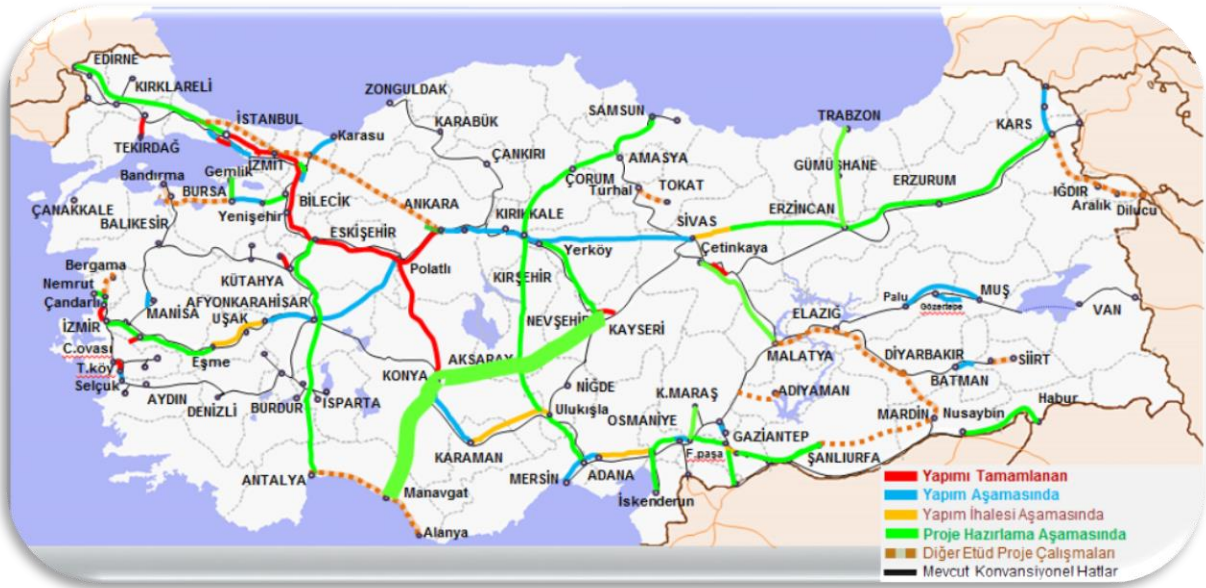 EDİRNE
KIRKLARELİ
ZONGULDAK
İSTANBUL
Karasu
KARABÜK
SAMSUN
TRABZON
KARS
TEKİRDAĞ
İZMİT
ÇANKIRI
AMASYA
GÜMÜŞHANE
Gemlik
Bandırma
BURSA
ÇORUM
Turhal
TOKAT
ERZURUM
IĞDIR
Aralık
Dilucu
ÇANAKKALE
Yenişehir
BİLECİK
ANKARA
KIRIKKALE
SİVAS
ERZİNCAN
BALIKESİR
ESKİŞEHİR
Yerköy
Çetinkaya
Bergama
KÜTAHYA
Polatlı
KIRŞEHİR
Nemrut
Çandarlı
MANİSA
AFYONKARAHİSAR
UŞAK
NEVŞEHİR
KAYSERİ
ELAZIĞ
Palu
Gözertepe
MUŞ
VAN
İZMİR
C.ovası
Eşme
AKSARAY
MALATYA
DİYARBAKIR
SİİRT
T.köy
KONYA
NİĞDE
BATMAN
Selçuk
AYDIN
DENİZLİ
BURDUR
ISPARTA
K.MARAŞ
ADIYAMAN
Ulukışla
OSMANİYE
MARDİN
Nusaybin
Habur
KARAMAN
GAZİANTEP
F.paşa
ŞANLIURFA
ANTALYA
Manavgat
MERSİN
ADANA
İskenderun
Alanya
Yapımı Tamamlanan
Yapım Aşamasında
Yapım İhalesi Aşamasında
Proje Hazırlama Aşamasında
Diğer Etüd Proje Çalışmaları
Mevcut Konvansiyonel Hatlar